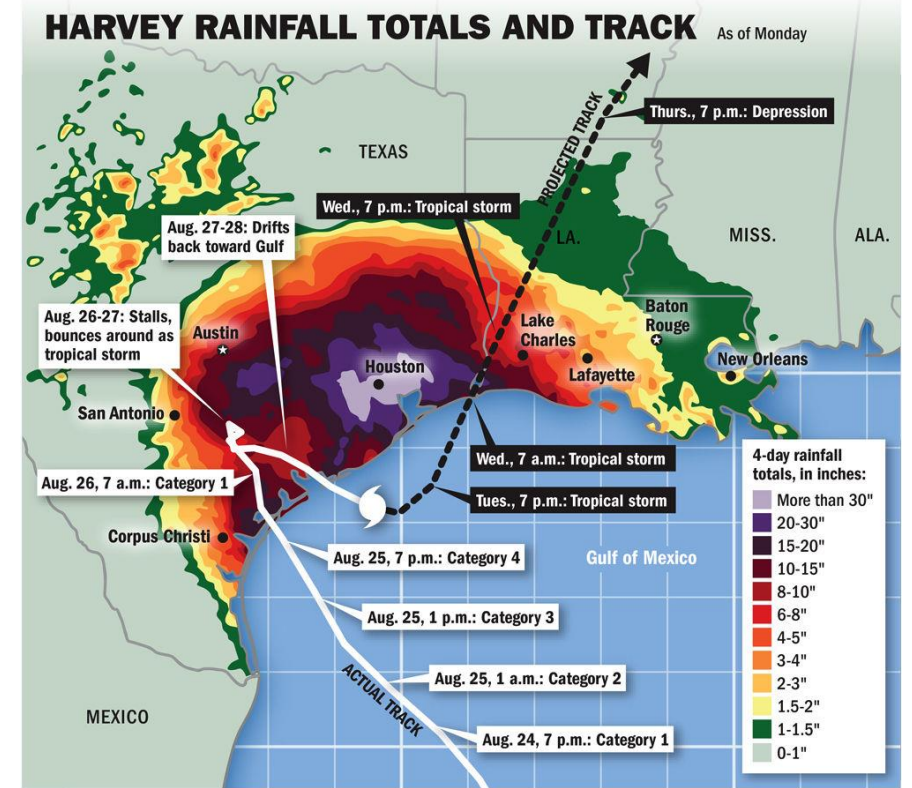 HARVEY RAINFALL TOTALS AND TRACK As of Monday
PROJECTED TRACK
Thurs., 7 p.m.: Depression
TEXAS
Wed., 7 p.m.: Tropical storm
Aug. 27-28: Drifts
back toward Gulf
LA.
MISS.
ALA.
Aug. 26-27: Stalls,
bounces around as
tropical storm
Austin
Lake
Charles
Baton
Rouge
Houston
Lafayette
New Orleans
San Antonio
Wed., 7 a.m.: Tropical storm
Aug. 26, 7 a.m.: Category 1
Tues., 7 p.m.: Tropical storm
Corpus Christi
Aug. 25, 7 p.m.: Category 4
Gulf of Mexico
Aug. 25, 1 p.m.: Category 3
ACTUAL TRACK
Aug. 25, 1 a.m.: Category 2
MEXICO
Aug. 24, 7 p.m.: Category 1
4-day rainfall
totals, in inches:
More than 30"
20-30"
15-20"
10-15"
8-10"
6-8"
4-5"
3-4"
2-3"
1.5-2"
1-1.5"
0-1"